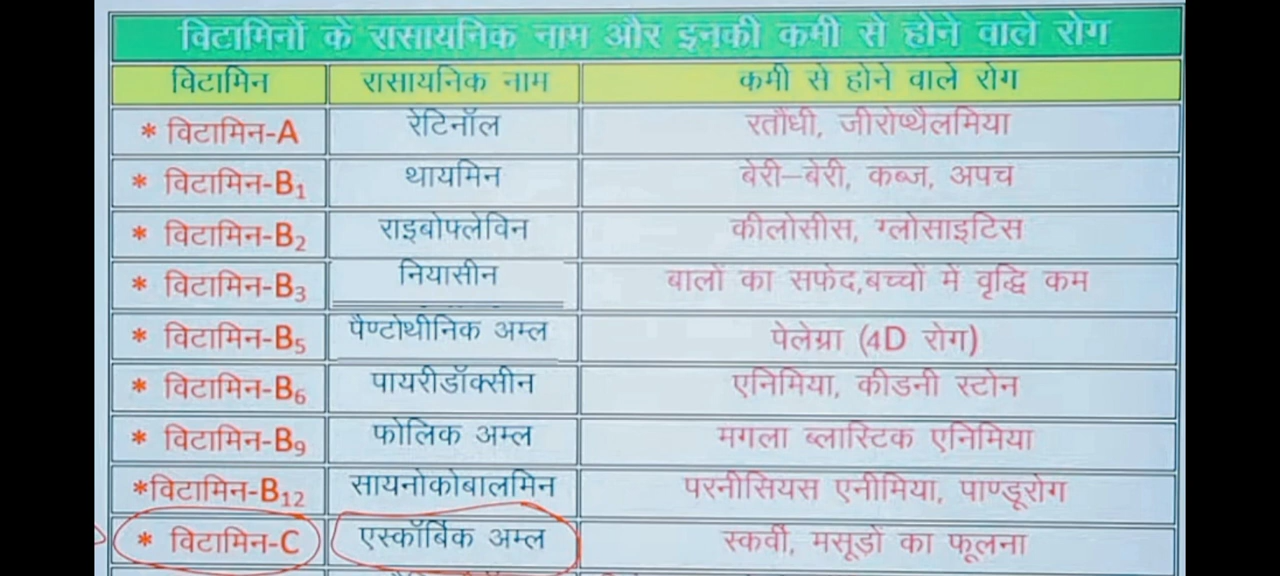 विटामिनों के रासायनिक नाम और इनकी कमी से होने वाले रोग
विटामिन रासायनिक नाम कमी से होने वाले रोग
* विटामिन-A रेटिनॉल रतौंधी, जीरोप्थैलमिया
* विटामिन-B₁ थायमिन बेरी–बेरी, कब्ज, अपच
* विटामिन-B₂ राइबोफ्लेविन कीलोसीस, ग्लोसाइटिस
* विटामिन-B₃ नियासीन बालों का सफेद,बच्चों में वृद्धि कम
* विटामिन-B₅ पैण्टोथीनिक अम्ल पेलेग्रा (4D रोग)
* विटामिन-B₆ पायरीडॉक्सीन एनिमिया, कीडनी स्टोन
* विटामिन-B₉ फोलिक अम्ल मगला ब्लास्टिक एनिमिया
*विटामिन-B₁₂ सायनोकोबालमिन परनीसियस एनीमिया, पाण्डूरोग
* विटामिन-C एस्कॉर्बिक अम्ल स्कर्वी, मसूड़ों का फूलना